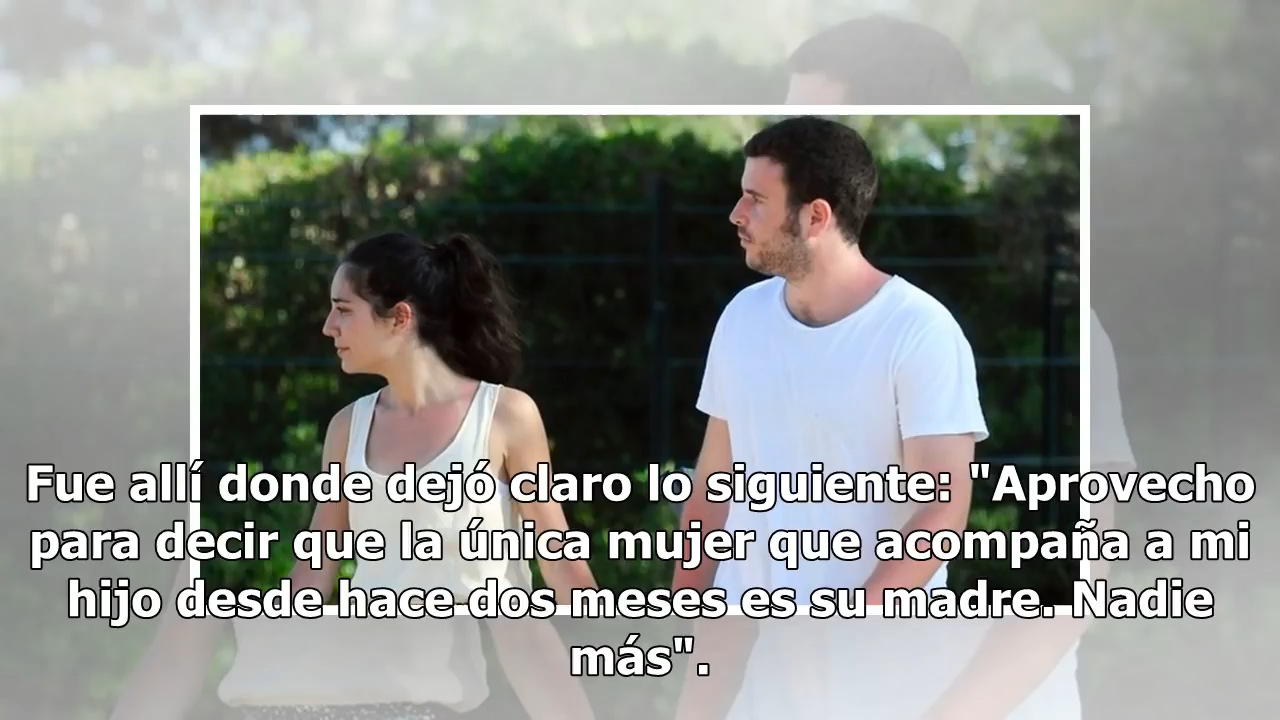 Fue allí donde dejó claro lo siguiente: "Aprovecho
para decir que la única mujer que acompaña a mi
hijo desde hace dos meses es su madre. Nadie
más".